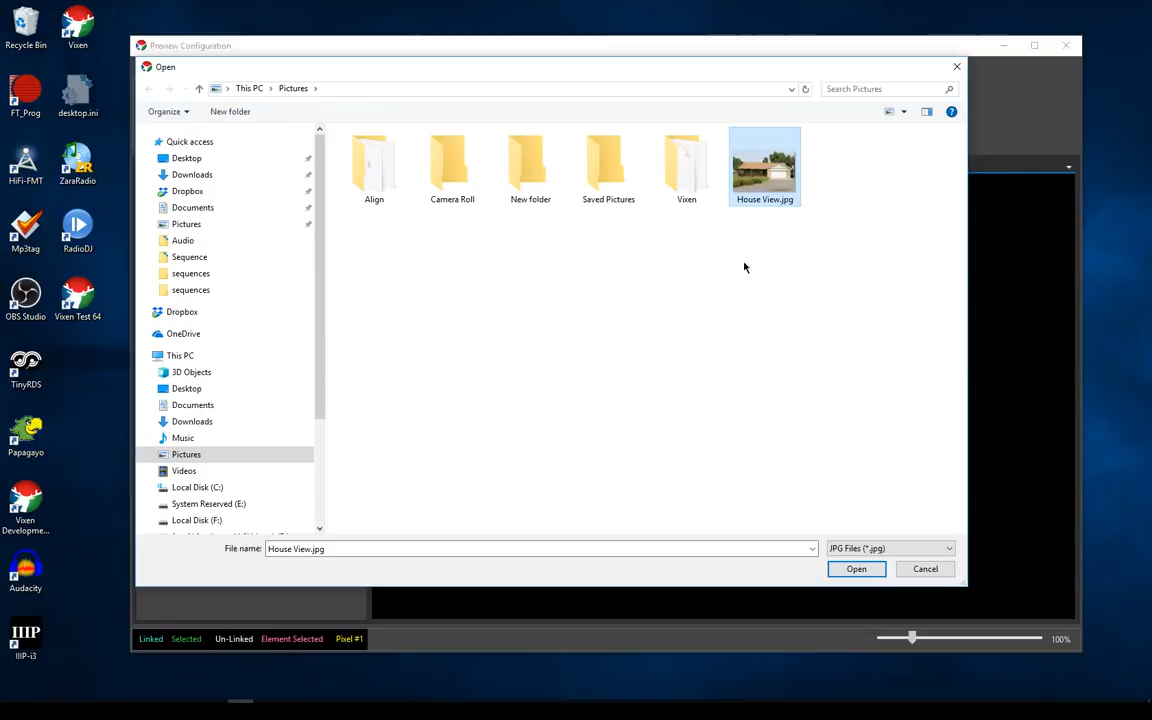 Recycle Bin
Vixen
FT_Prog
desktop.ini
HiFi-FMT
ZaraRadio
Mp3tag
RadioDJ
OBS Studio
Vixen Test 64
TinyRDS
Papagayo
Vixen
Developme...
Audacity
IIIP
IIIP-i3
Preview Configuration
Open
This PC > Pictures >
Search Pictures
Organize
New folder
Quick access
Desktop
Downloads
Dropbox
Documents
Pictures
Audio
Sequence
sequences
sequences
Dropbox
OneDrive
This PC
3D Objects
Desktop
Documents
Downloads
Music
Pictures
Videos
Local Disk (C:)
System Reserved (E:)
Local Disk (F:)
Align
Camera Roll
New folder
Saved Pictures
Vixen
House View.jpg
File name: House View.jpg
JPG Files (*.jpg)
Open
Cancel
Linked Selected Un-Linked Element Selected Pixel #1
100%